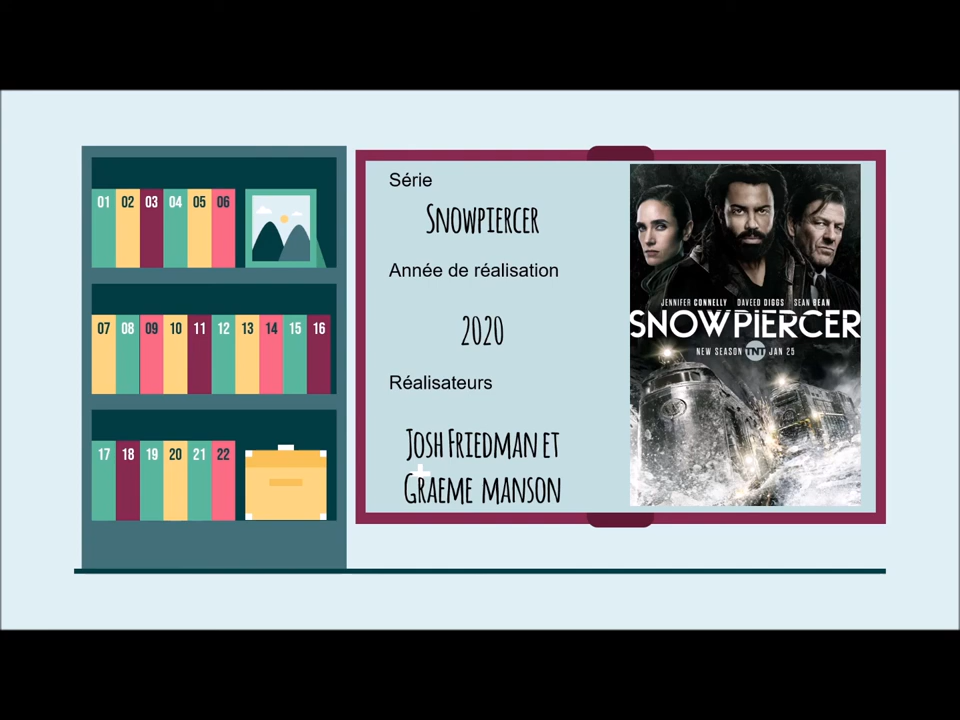 01 02 03 04 05 06
07 08 09 10 11 12 13 14 15 16
17 18 19 20 21 22
Série
Snowpiercer
Année de réalisation
2020
Réalisateurs
Josh Friedman et
Graeme manson
JENNIFER CONNELLY DAVEED DIGGS SEAN BEAN
SNOWPIERCER
NEW SEASON TNT JAN 25